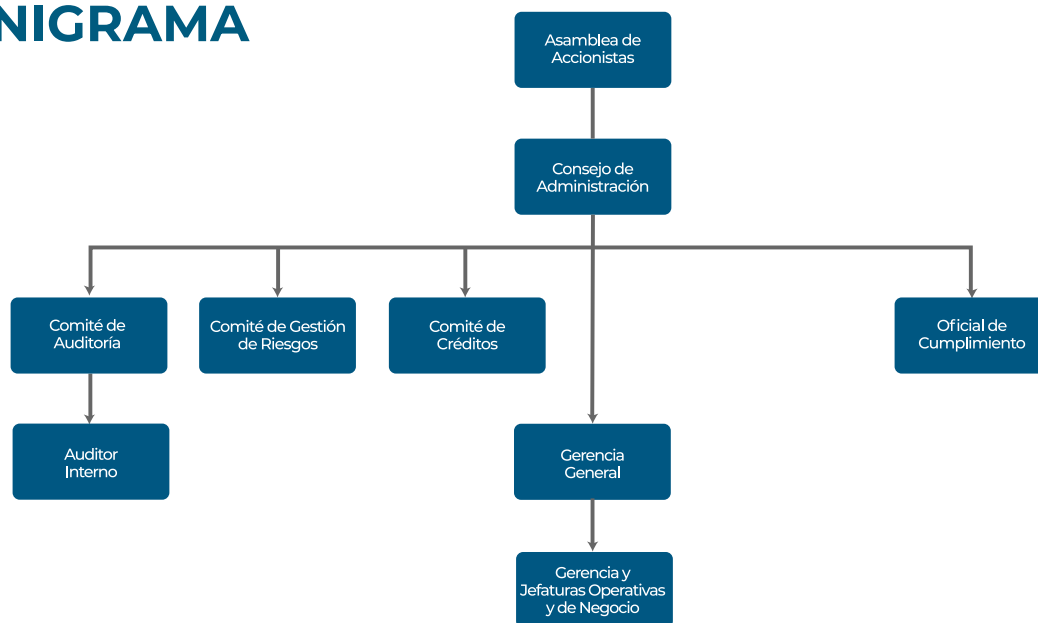 NIGRAMA
Asamblea de
Accionistas
Consejo de
Administración
Comité de
Auditoría
Comité de Gestión
de Riesgos
Comité de
Créditos
Oficial de
Cumplimiento
Auditor
Interno
Gerencia
General
Gerencia y
Jefaturas Operativas
y de Negocio